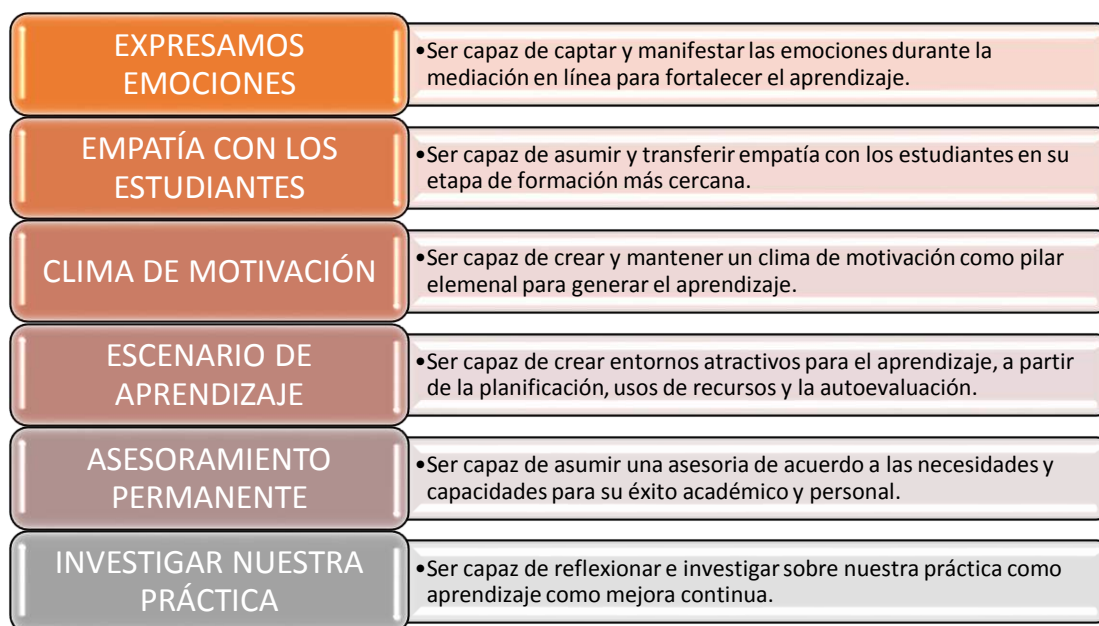 EXPRESAMOS
EMOCIONES
•Ser capaz de captar y manifestar las emociones durante la
mediación en línea para fortalecer el aprendizaje.
EMPATÍA CON LOS
ESTUDIANTES
•Ser capaz de asumir y transferir empatía con los estudiantes en su
etapa de formación más cercana.
CLIMA DE MOTIVACIÓN
•Ser capaz de crear y mantener un clima de motivación como pilar
elemenal para generar el aprendizaje.
ESCENARIO DE
APRENDIZAJE
•Ser capaz de crear entornos atractivos para el aprendizaje, a partir
de la planificación, usos de recursos y la autoevaluación.
ASESORAMIENTO
PERMANENTE
•Ser capaz de asumir una asesoria de acuerdo a las necesidades y
capacidades para su éxito académico y personal.
INVESTIGAR NUESTRA
PRÁCTICA
•Ser capaz de reflexionar e investigar sobre nuestra práctica como
aprendizaje como mejora continua.